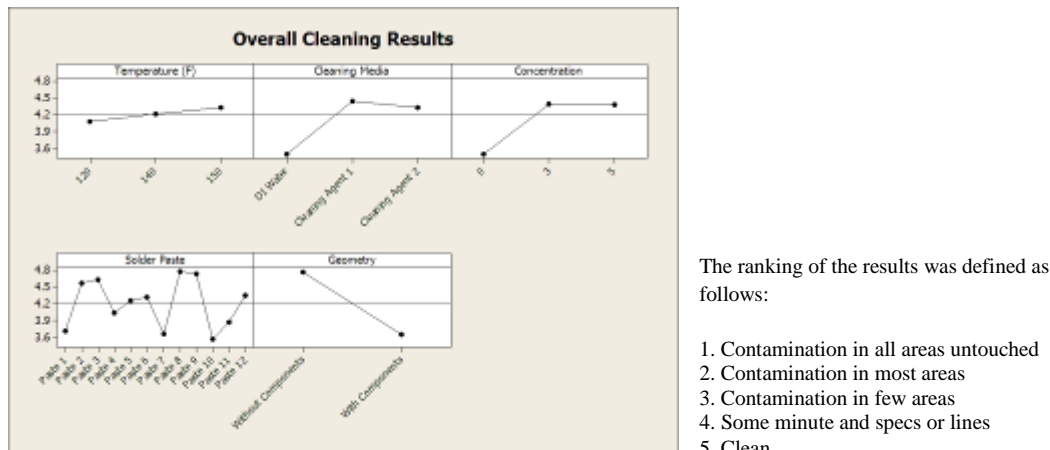 Overall Cleaning Results
Temperature (F) Cleaning Media Concentration
4.8
4.5
4.2
3.9
3.6
120 140 150 DI Water Cleaning Agent 1 Cleaning Agent 2 0 3 5
Solder Paste Geometry
4.8
4.5
4.2
3.9
3.6
Paste 1 Paste 2 Paste 3 Paste 4 Paste 5 Paste 6 Paste 7 Paste 8 Paste 9 Paste 10 Paste 11 Paste 12 Without Components With Components
The ranking of the results was defined as
follows:
1. Contamination in all areas untouched
2. Contamination in most areas
3. Contamination in few areas
4. Some minute and specs or lines
5. Clean